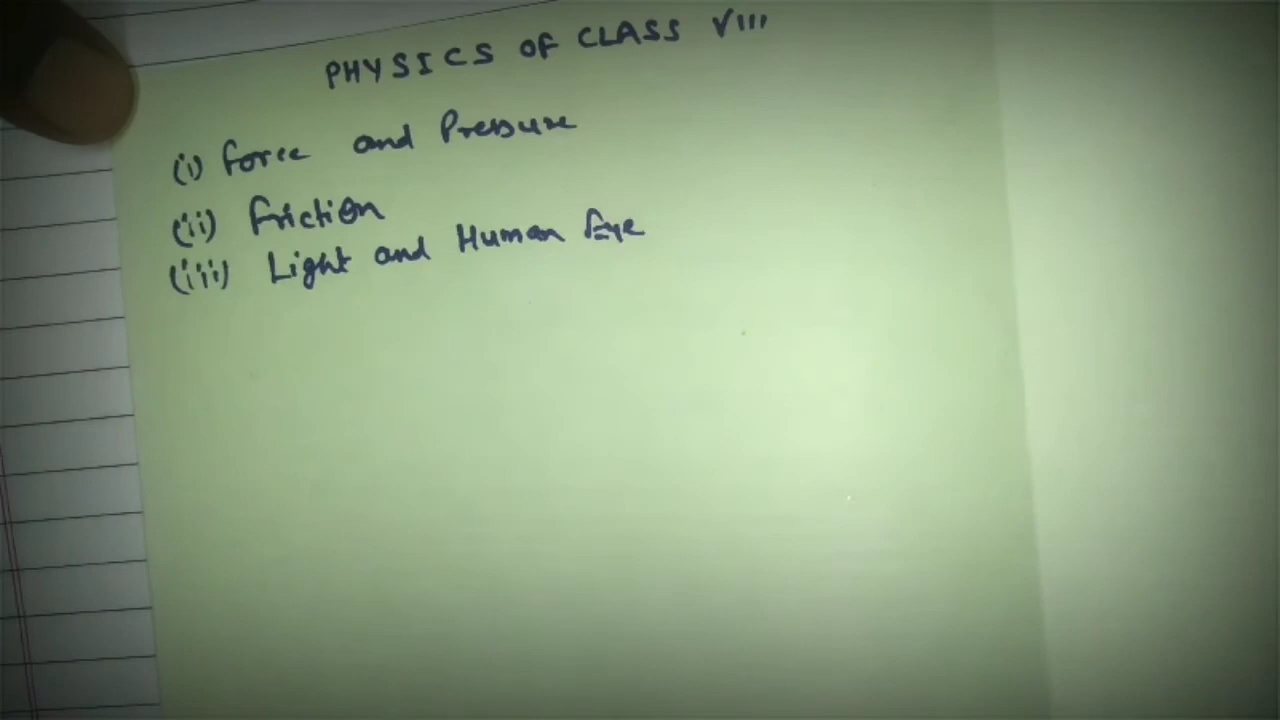 PHYSICS OF CLASS VIII
(i) Force and Pressure
(ii) Friction
(iii) Light and Human Eye